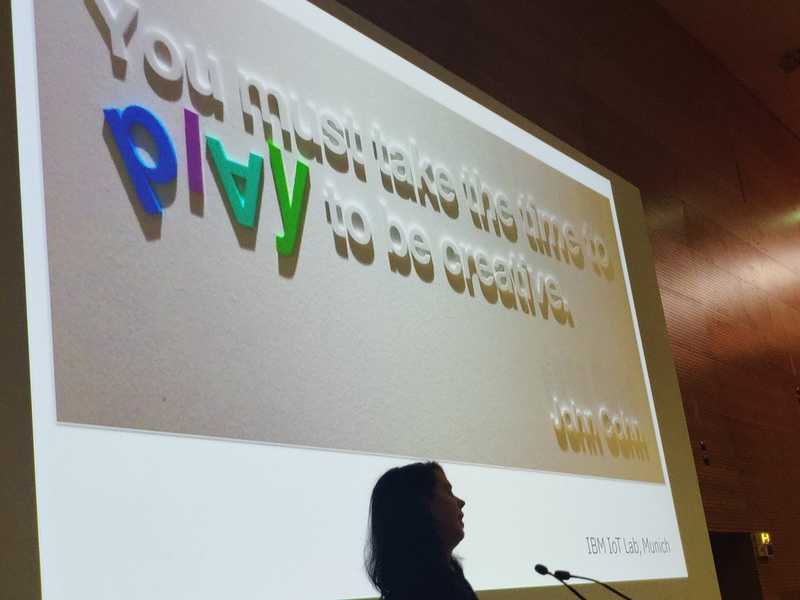 You must take the time to
plAy to be creative.
John Cohn
IBM IoT Lab, Munich